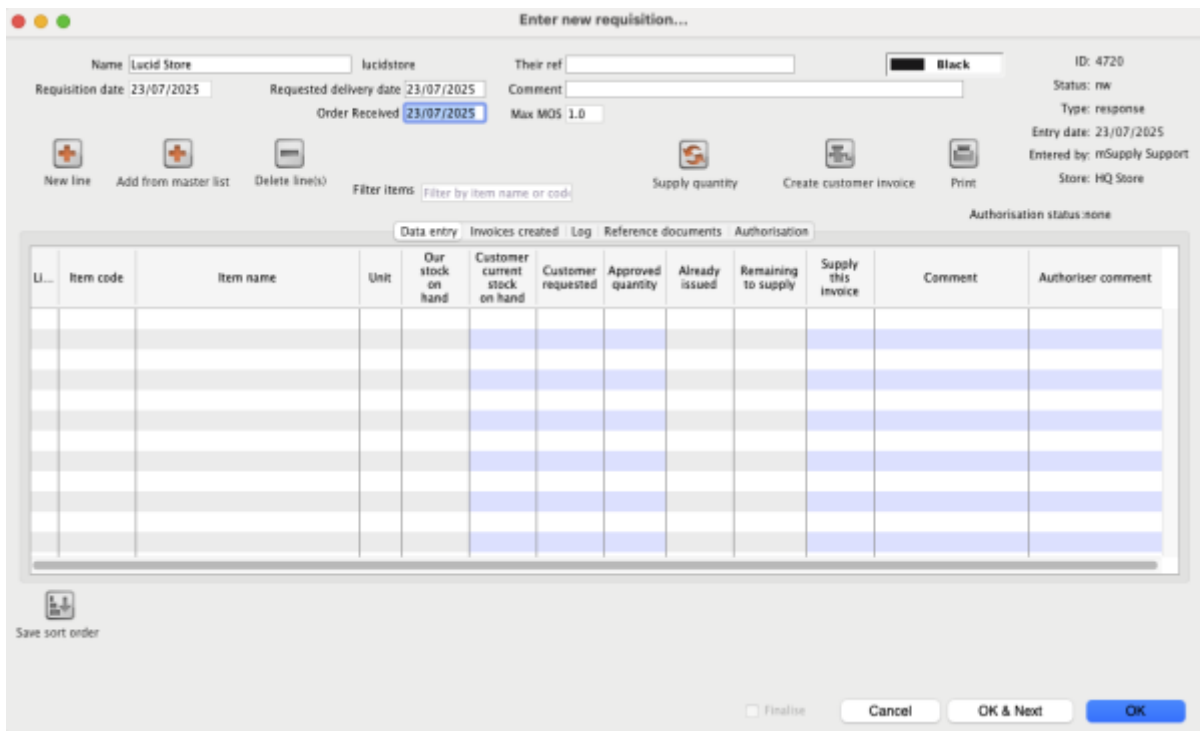 Enter new requisition...
Name Lucid Store lucidstore Their ref Black ID: 4720
Requisition date 23/07/2025 Requested delivery date 23/07/2025 Comment Status: nw
Order Received 23/07/2025 Max MOS 1.0 Type: response
Entry date: 23/07/2025
Entered by: mSupply Support
Store: HQ Store
New line Add from master list Delete line(s) Filter items Filter by item name or code Supply quantity Create customer invoice Print
Authorisation status:none
Data entry Invoices created Log Reference documents Authorisation
Li... Item code Item name Unit Our stock on hand Customer current stock on hand Customer requested Approved quantity Already issued Remaining to supply Supply this invoice Comment Authoriser comment
Save sort order
Finalise Cancel OK & Next OK